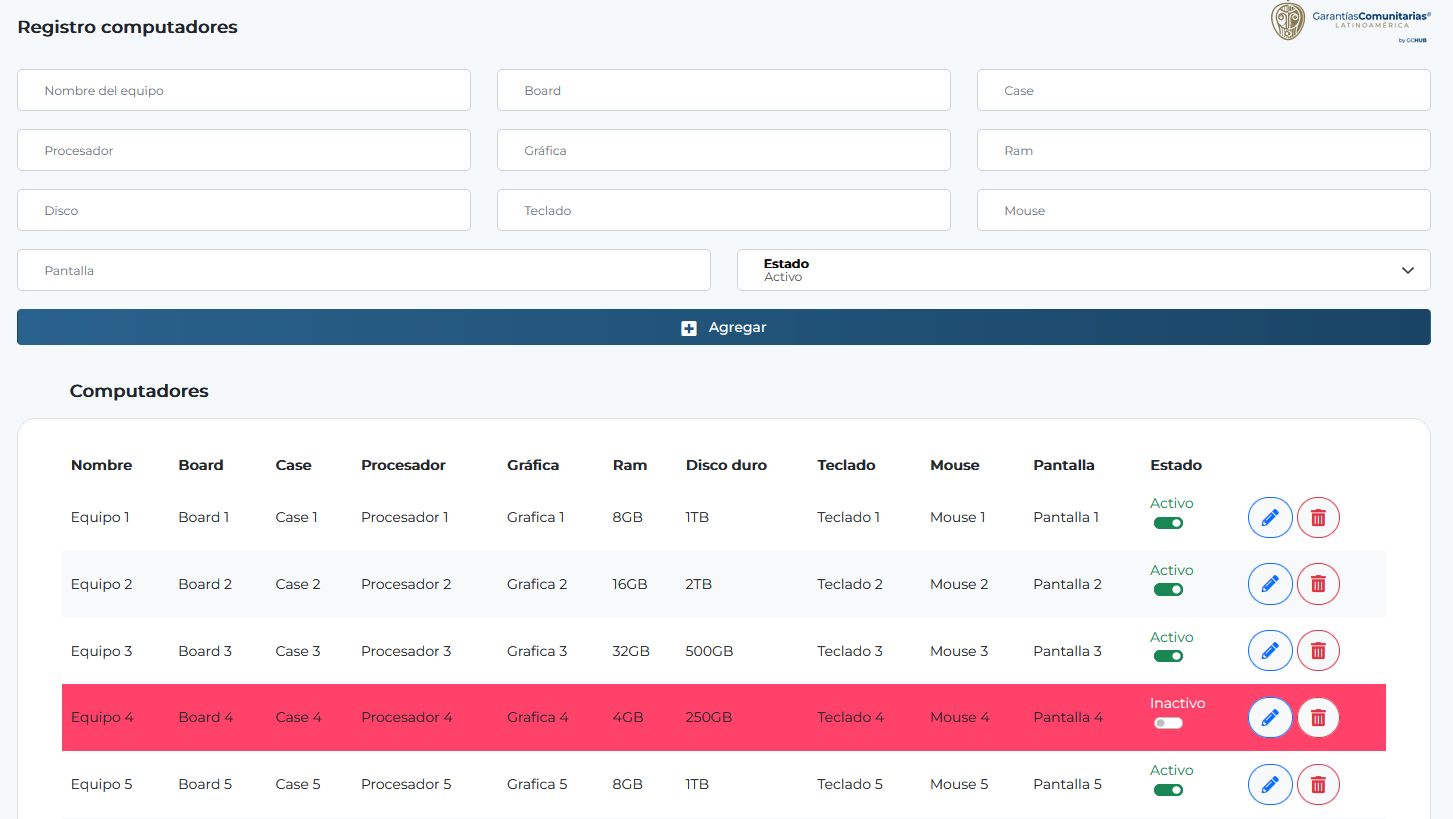 Registro computadores
GarantíasComunitarias®
LATINOAMÉRICA
by GCHUB
Nombre del equipo
Board
Case
Procesador
Gráfica
Ram
Disco
Teclado
Mouse
Pantalla
Estado
Activo
Agregar
Computadores
Nombre Board Case Procesador Gráfica Ram Disco duro Teclado Mouse Pantalla Estado
Equipo 1 Board 1 Case 1 Procesador 1 Grafica 1 8GB 1TB Teclado 1 Mouse 1 Pantalla 1 Activo
Equipo 2 Board 2 Case 2 Procesador 2 Grafica 2 16GB 2TB Teclado 2 Mouse 2 Pantalla 2 Activo
Equipo 3 Board 3 Case 3 Procesador 3 Grafica 3 32GB 500GB Teclado 3 Mouse 3 Pantalla 3 Activo
Equipo 4 Board 4 Case 4 Procesador 4 Grafica 4 4GB 250GB Teclado 4 Mouse 4 Pantalla 4 Inactivo
Equipo 5 Board 5 Case 5 Procesador 5 Grafica 5 8GB 1TB Teclado 5 Mouse 5 Pantalla 5 Activo